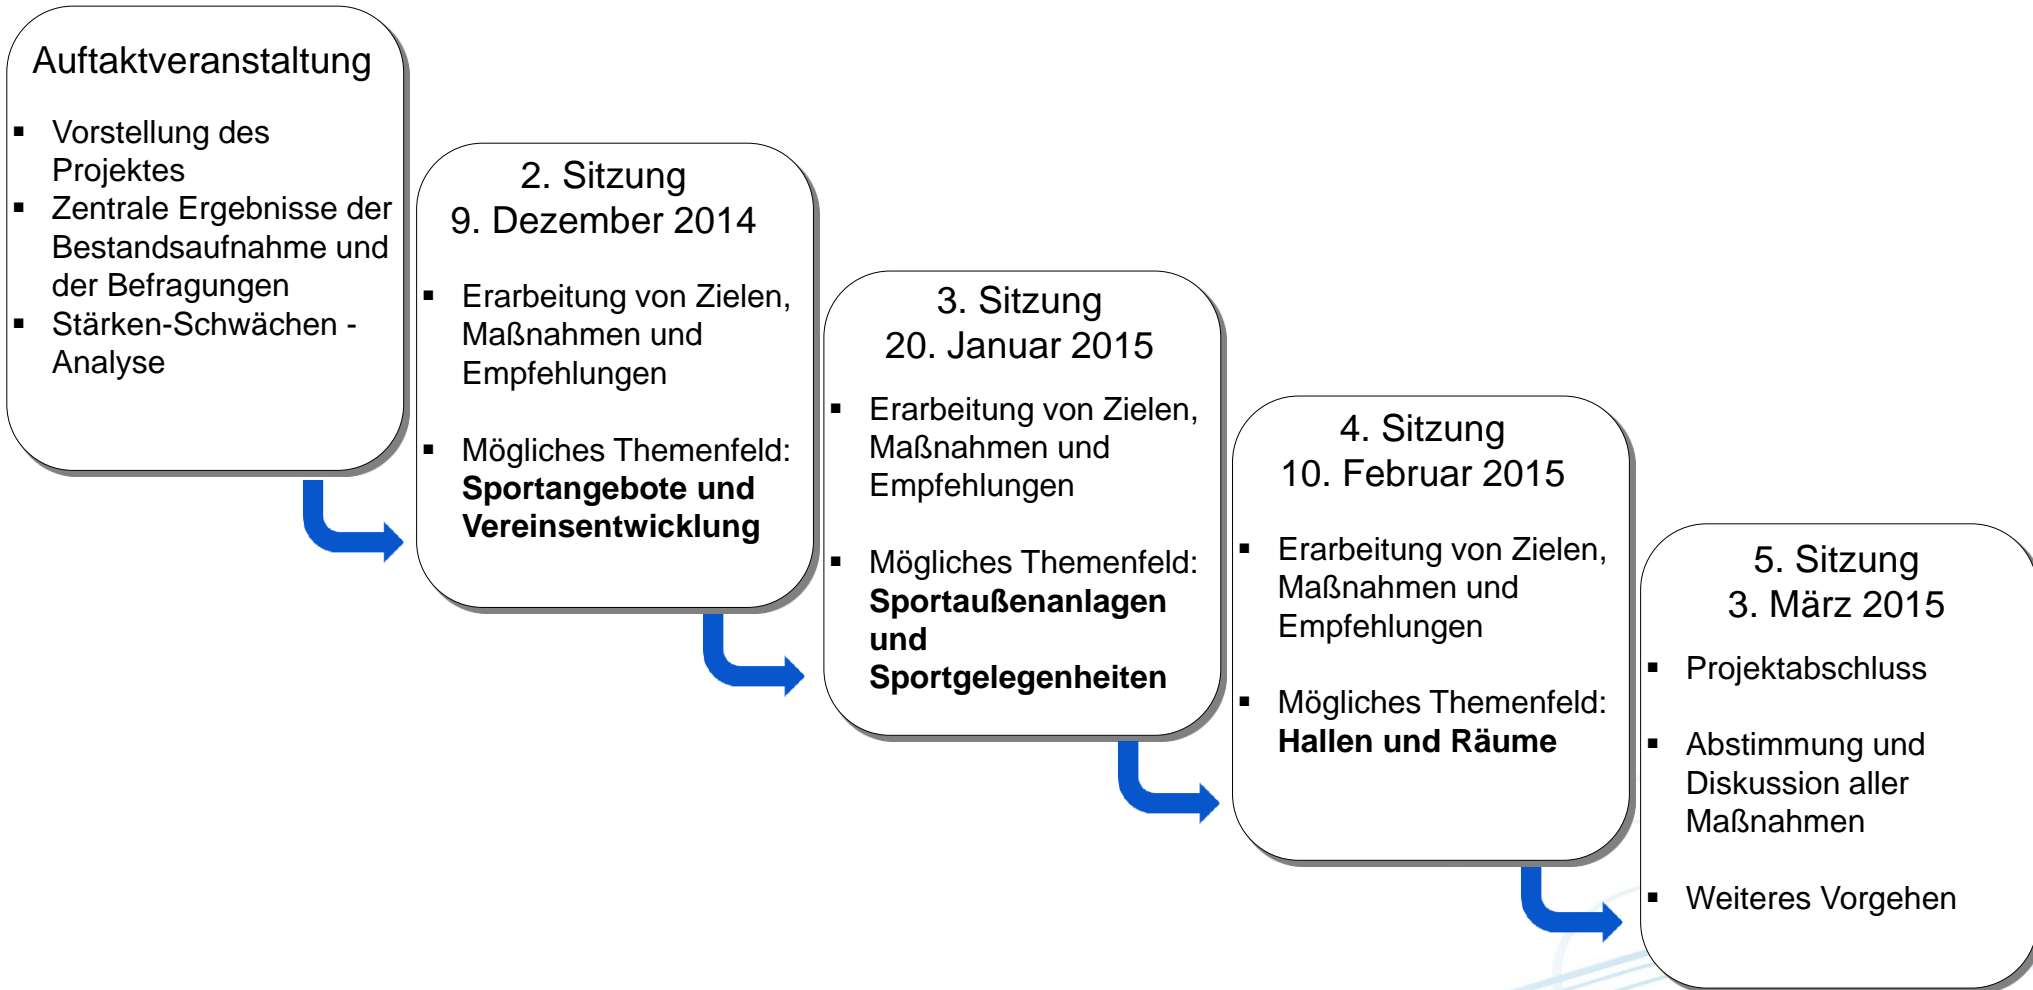 Auftaktveranstaltung
▪ Vorstellung des
Projektes
▪ Zentrale Ergebnisse der
Bestandsaufnahme und
der Befragungen
▪ Stärken-Schwächen -
Analyse
2. Sitzung
9. Dezember 2014
▪ Erarbeitung von Zielen,
Maßnahmen und
Empfehlungen
▪ Mögliches Themenfeld:
Sportangebote und
Vereinsentwicklung
3. Sitzung
20. Januar 2015
▪ Erarbeitung von Zielen,
Maßnahmen und
Empfehlungen
▪ Mögliches Themenfeld:
Sportaußenanlagen
und
Sportgelegenheiten
4. Sitzung
10. Februar 2015
▪ Erarbeitung von Zielen,
Maßnahmen und
Empfehlungen
▪ Mögliches Themenfeld:
Hallen und Räume
5. Sitzung
3. März 2015
▪ Projektabschluss
▪ Abstimmung und
Diskussion aller
Maßnahmen
▪ Weiteres Vorgehen